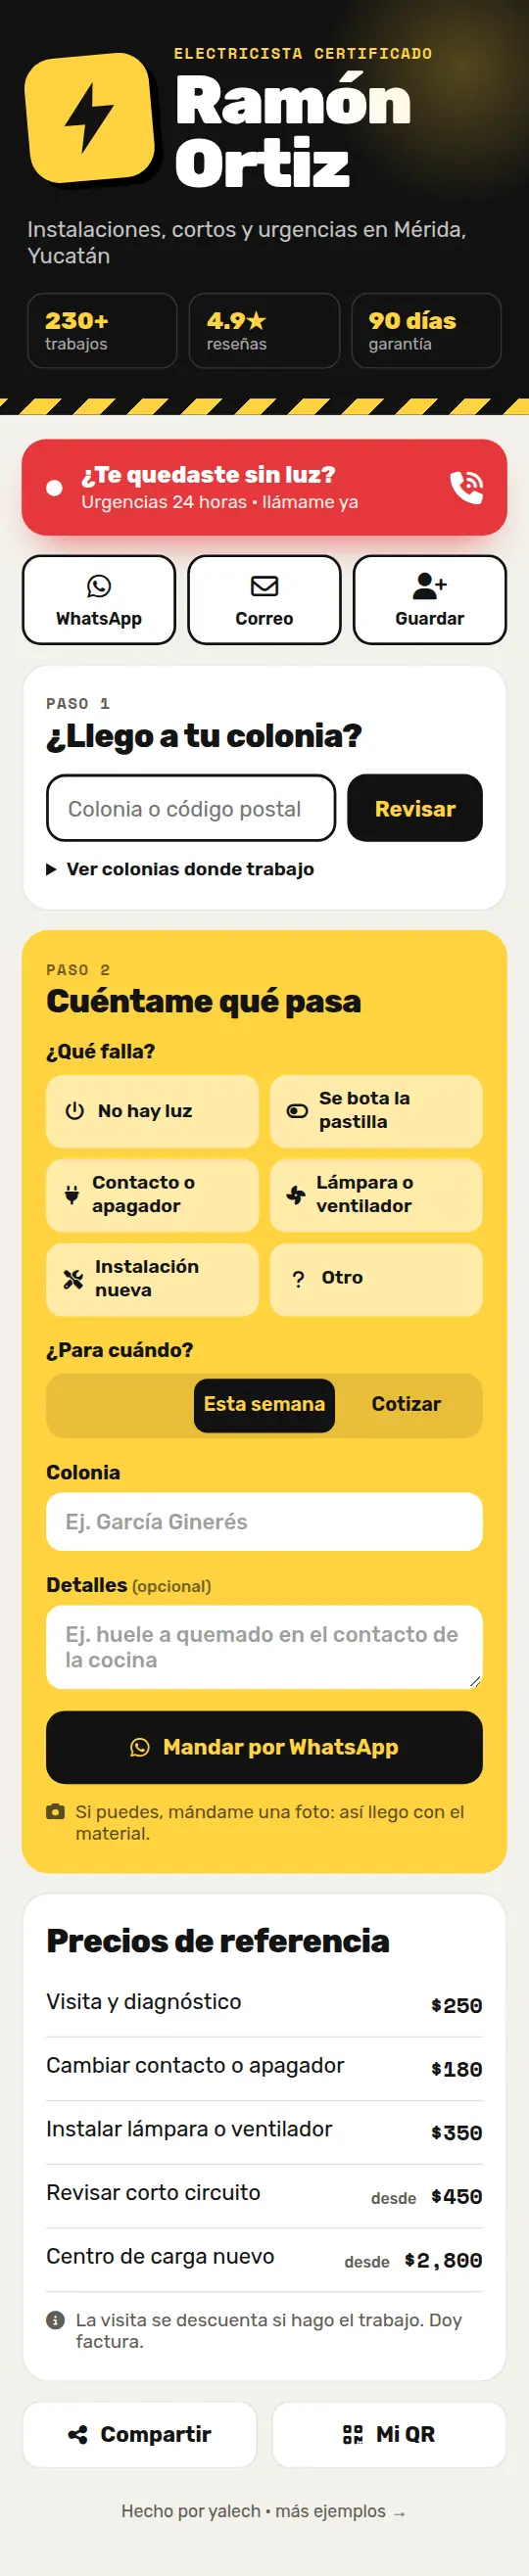 ELECTRICISTA CERTIFICADO
Ramón
Ortiz
Instalaciones, cortos y urgencias en Mérida,
Yucatán
230+
trabajos
4.9★
reseñas
90 días
garantía
¿Te quedaste sin luz?
Urgencias 24 horas • llámame ya
WhatsApp
Correo
Guardar
PASO 1
¿Llego a tu colonia?
Colonia o código postal
Revisar
Ver colonias donde trabajo
PASO 2
Cuéntame qué pasa
¿Qué falla?
No hay luz
Se bota la
pastilla
Contacto o
apagador
Lámpara o
ventilador
Instalación
nueva
Otro
¿Para cuándo?
Esta semana
Cotizar
Colonia
Ej. García Ginerés
Detalles (opcional)
Ej. huele a quemado en el contacto de
la cocina
Mandar por WhatsApp
Si puedes, mándame una foto: así llego con el
material.
Precios de referencia
Visita y diagnóstico $250
Cambiar contacto o apagador $180
Instalar lámpara o ventilador $350
Revisar corto circuito desde $450
Centro de carga nuevo desde $2,800
La visita se descuenta si hago el trabajo. Doy
factura.
Compartir
Mi QR
Hecho por yalech • más ejemplos →